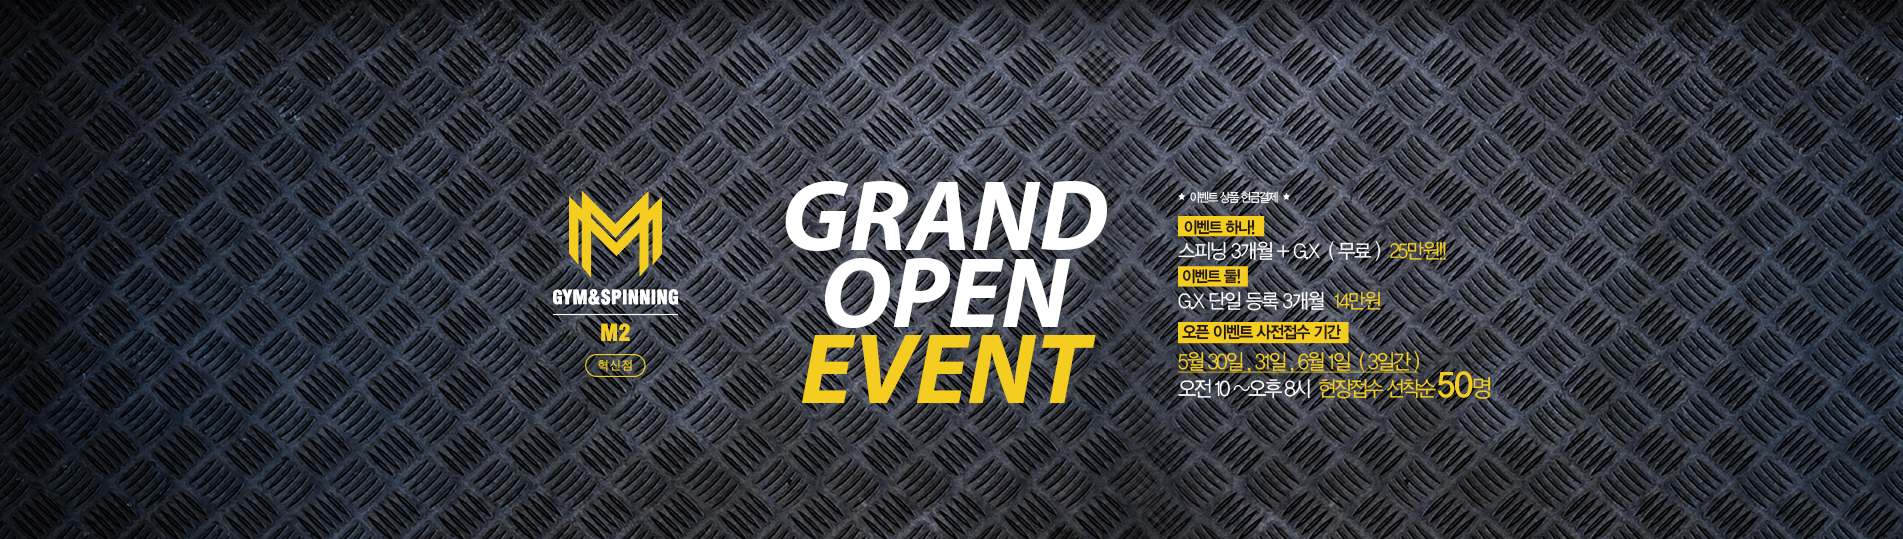 GYM&SPINNING
M2
혁신점
GRAND
OPEN
EVENT
★ 이벤트 상품 현금결제 ★
이벤트 하나!
스피닝 3개월 + G.X ( 무료 ) 25만원!!
이벤트 둘!
G.X 단일 등록 3개월 14만원
오픈 이벤트 사전접수 기간
5월 30일 , 31일 , 6월 1일 ( 3일간 )
오전 10 ~오후 8시 현장접수 선착순 50명